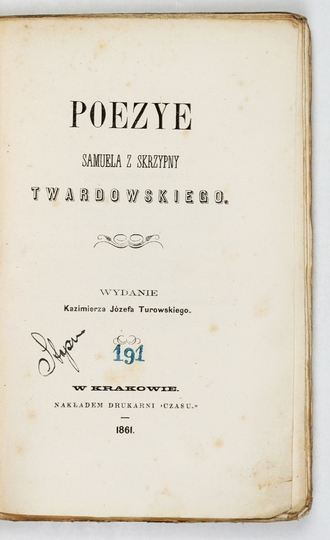 POEZYE
SAMUELA Z SKRZYPNY
TWARDOWSKIEGO.
WYDANIE
Kazimierza Józefa Turowskiego.
191
W KRAKOWIE.
NAKŁADEM DRUKARNI »CZASU.«
1861.